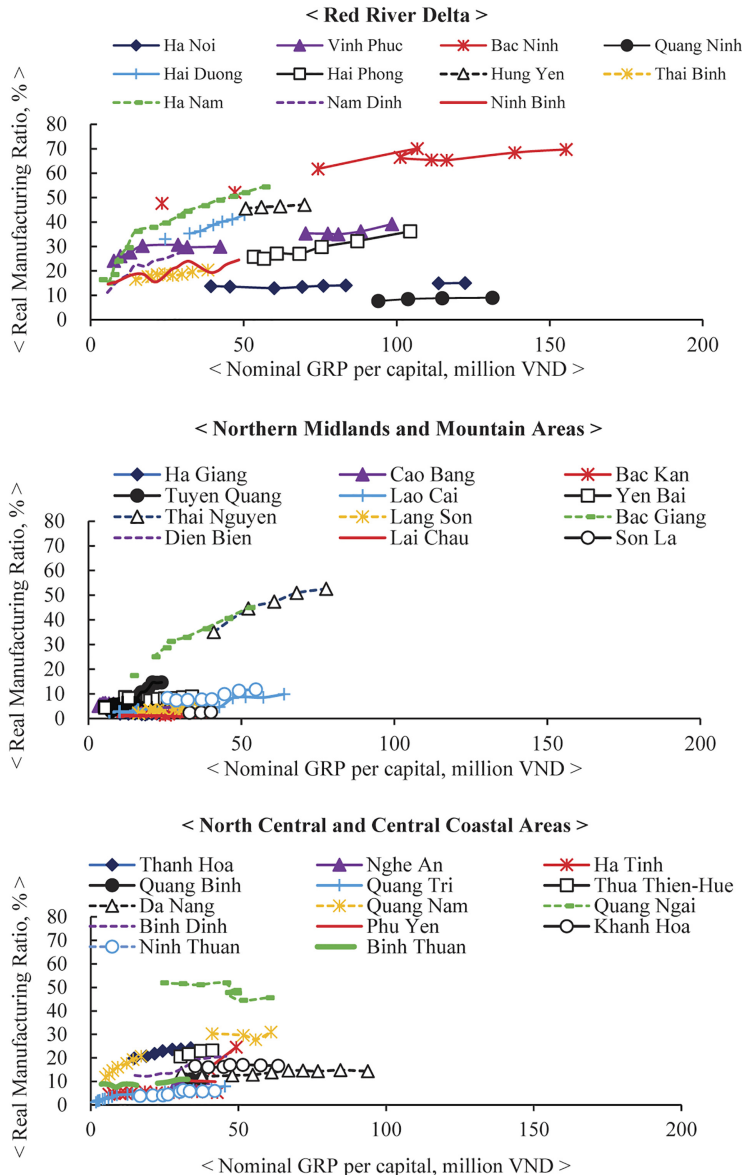 < Red River Delta >
Ha Noi Vinh Phuc Bac Ninh Quang Ninh
Hai Duong Hai Phong Hung Yen Thai Binh
Ha Nam Nam Dinh Ninh Binh
< Real Manufacturing Ratio, % >
80
70
60
50
40
30
20
10
0
0 50 100 150 200
< Nominal GRP per capital, million VND >
< Northern Midlands and Mountain Areas >
Ha Giang Cao Bang Bac Kan
Tuyen Quang Lao Cai Yen Bai
Thai Nguyen Lang Son Bac Giang
Dien Bien Lai Chau Son La
< Real Manufacturing Ratio, % >
80
70
60
50
40
30
20
10
0
0 50 100 150 200
< Nominal GRP per capital, million VND >
< North Central and Central Coastal Areas >
Thanh Hoa Nghe An Ha Tinh
Quang Binh Quang Tri Thua Thien-Hue
Da Nang Quang Nam Quang Ngai
Binh Dinh Phu Yen Khanh Hoa
Ninh Thuan Binh Thuan
< Real Manufacturing Ratio, % >
80
70
60
50
40
30
20
10
0
0 50 100 150 200
< Nominal GRP per capital, million VND >